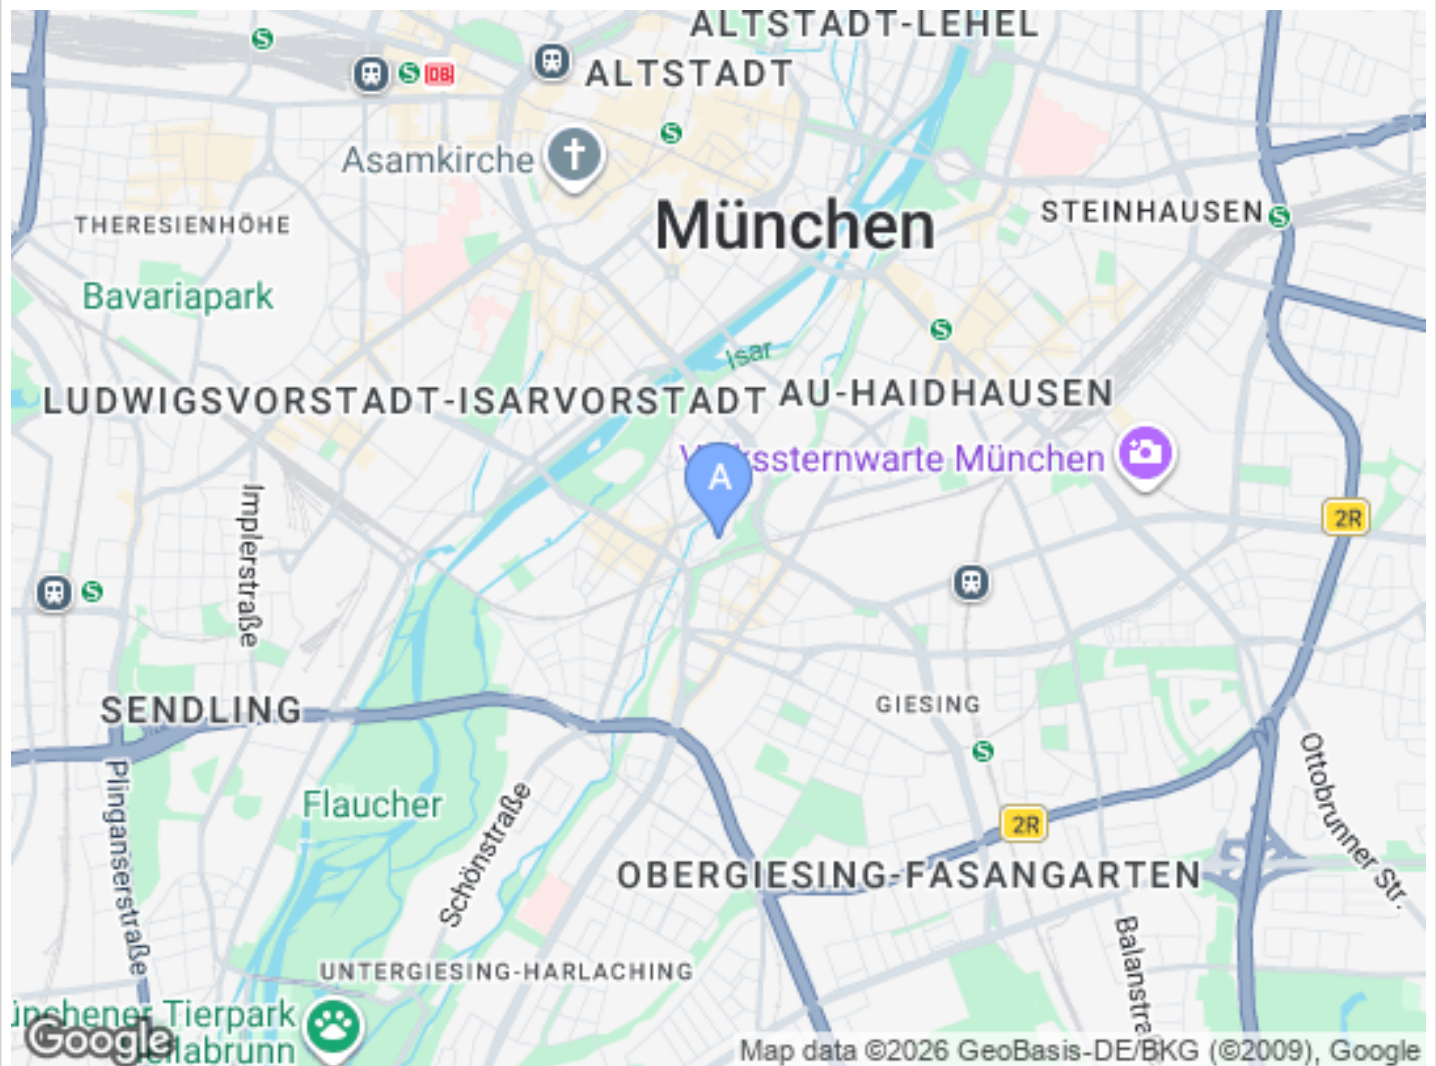 ALTSTADT-LEHEL
ALTSTADT
DB
S
S
S
Asamkirche
München
STEINHAUSEN
S
THERESIENHÖHE
Bavariapark
S
Isar
LUDWIGSVORSTADT-ISARVORSTADT
AU-HAIDHAUSEN
A
München
Implerstraße
2R
S
SENDLING
GIESING
S
Plinganserstraße
Flaucher
Schönstraße
2R
Ottobrunner Str.
OBERGIESING-FASANGARTEN
Balanstra
UNTERGIESING-HARLACHING
Tierpark
Google
Map data ©2026 GeoBasis-DE/BKG (©2009), Google